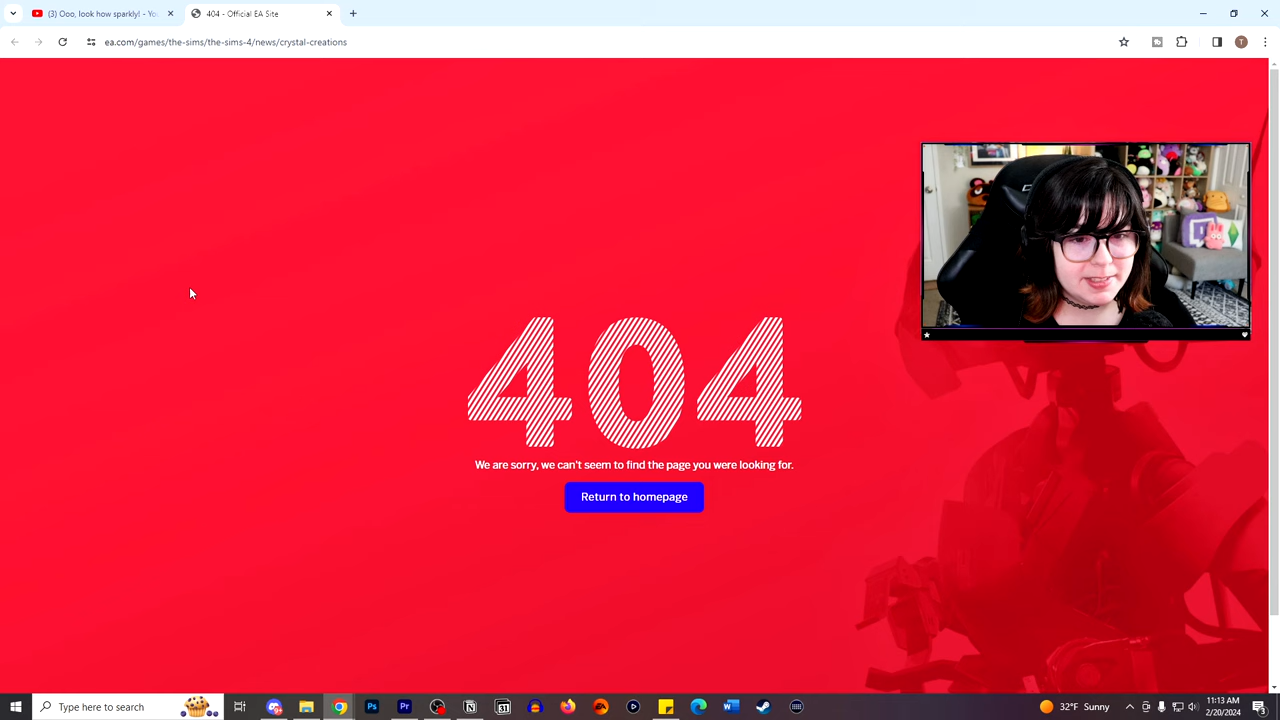 (3) Ooo, look how sparkly! - Yo
404 - Official EA Site
ea.com/games/the-sims/the-sims-4/news/crystal-creations
T
404
We are sorry, we can't seem to find the page you were looking for.
Return to homepage
Type here to search
Ps
Pr
32°F Sunny
11:13 AM
2/20/2024